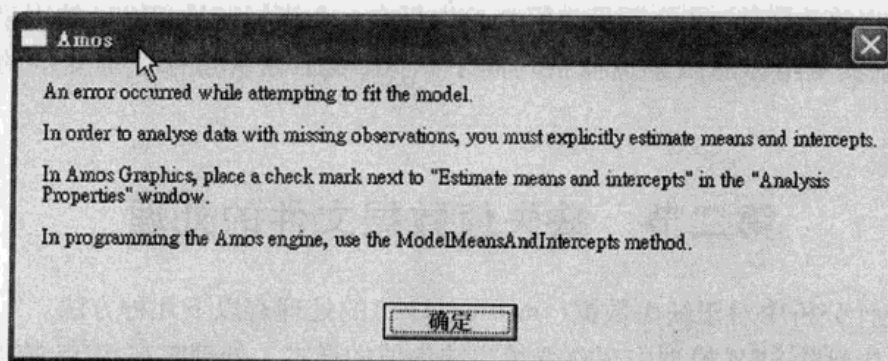 Amos
An error occurred while attempting to fit the model.
In order to analyse data with missing observations, you must explicitly estimate means and intercepts.
In Amos Graphics, place a check mark next to "Estimate means and intercepts" in the "Analysis
Properties" window.
In programming the Amos engine, use the ModelMeansAndIntercepts method.
确定